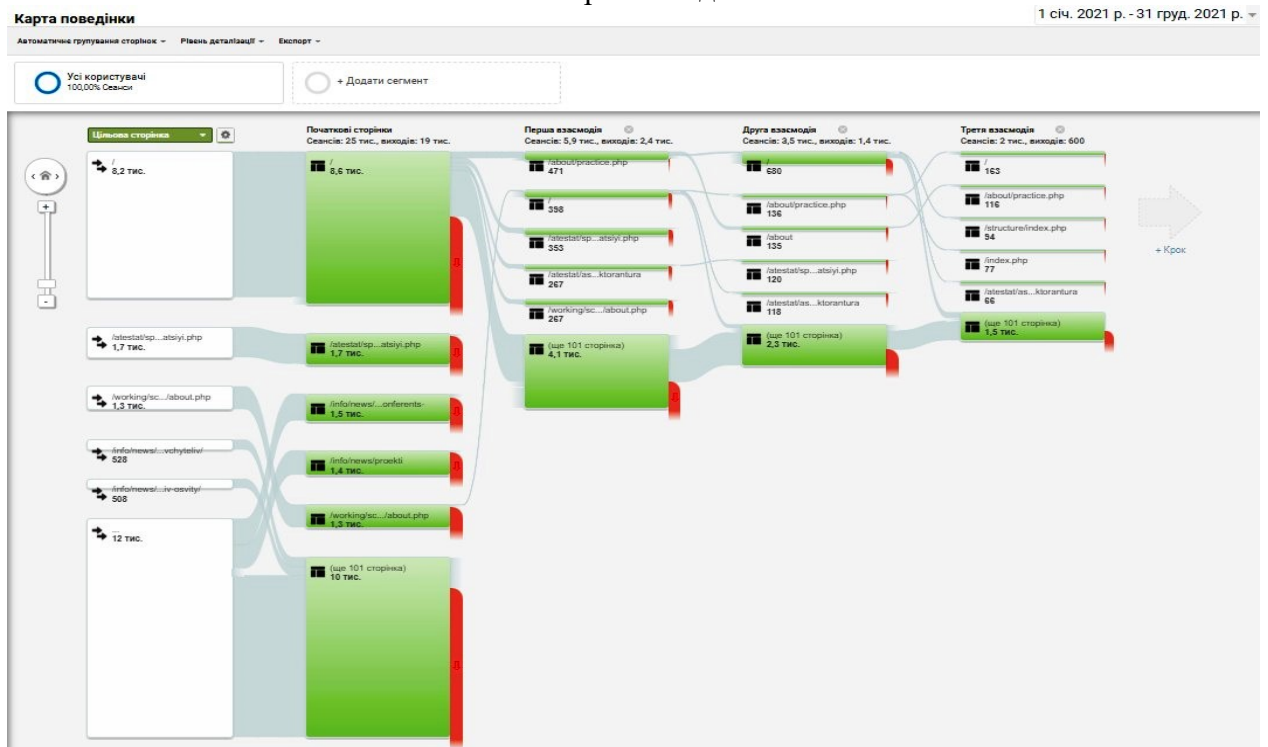 Карта поведінки
1 січ. 2021 р. - 31 груд. 2021 р.
Автоматичне групування сторінок
Рівень деталізації
Експорт
Усі користувачі
100,00% Сеанси
+ Додати сегмент
Цільова сторінка
/
8,2 тис.
/atestat/sp...atsiyi.php
1,7 тис.
/working/sc.../about.php
1,3 тис.
/info/news/...vchyteliv/
528
/info/news/...iv-osvity/
508
...
12 тис.
Початкові сторінки
Сеансів: 25 тис., виходів: 19 тис.
/
8,6 тис.
/atestat/sp...atsiyi.php
1,7 тис.
/info/news/...onferents-
1,5 тис.
/info/news/proekti
1,4 тис.
/working/sc.../about.php
1,3 тис.
(ще 101 сторінка)
10 тис.
Перша взаємодія
Сеансів: 5,9 тис., виходів: 2,4 тис.
/about/practice.php
471
/
398
/atestat/sp...atsiyi.php
353
/atestat/as...ktorantura
267
/working/sc.../about.php
267
(ще 101 сторінка)
4,1 тис.
Друга взаємодія
Сеансів: 3,5 тис., виходів: 1,4 тис.
/
680
/about/practice.php
136
/about
135
/atestat/sp...atsiyi.php
120
/atestat/as...ktorantura
118
(ще 101 сторінка)
2,3 тис.
Третя взаємодія
Сеансів: 2 тис., виходів: 600
/
163
/about/practice.php
116
/structure/index.php
94
/index.php
77
/atestat/as...ktorantura
66
(ще 101 сторінка)
1,5 тис.
+ Крок